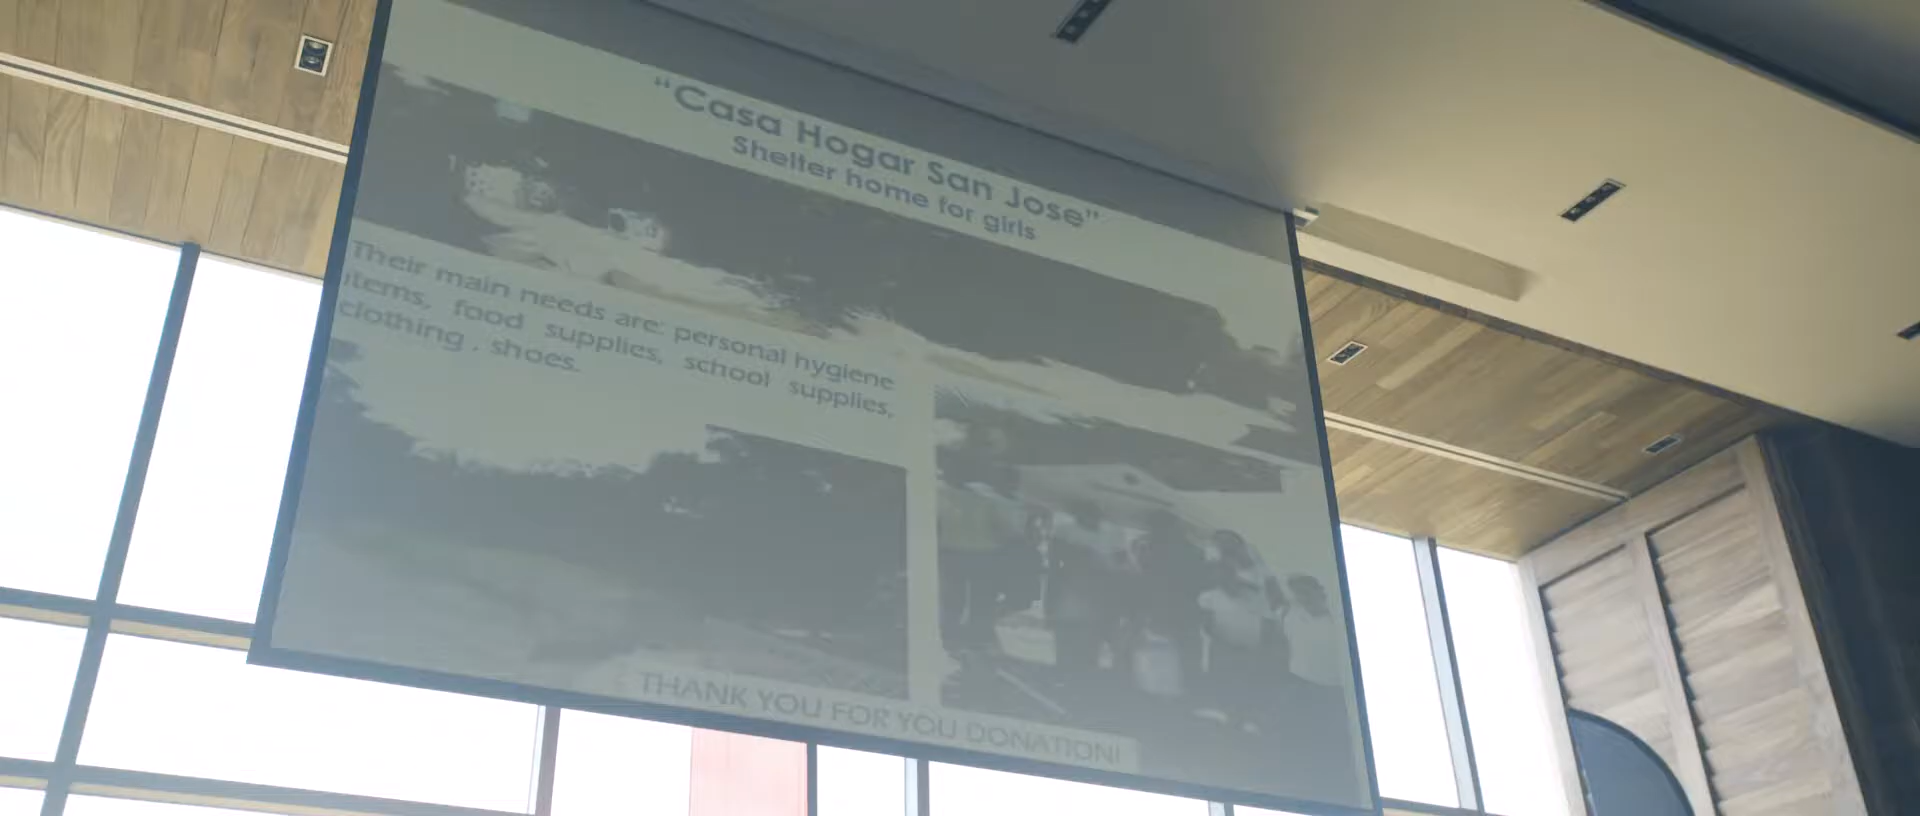 “Casa Hogar San Jose”
Shelter home for girls
Their main needs are: personal hygiene
items, food supplies, school supplies,
clothing , shoes.
THANK YOU FOR YOU DONATION!